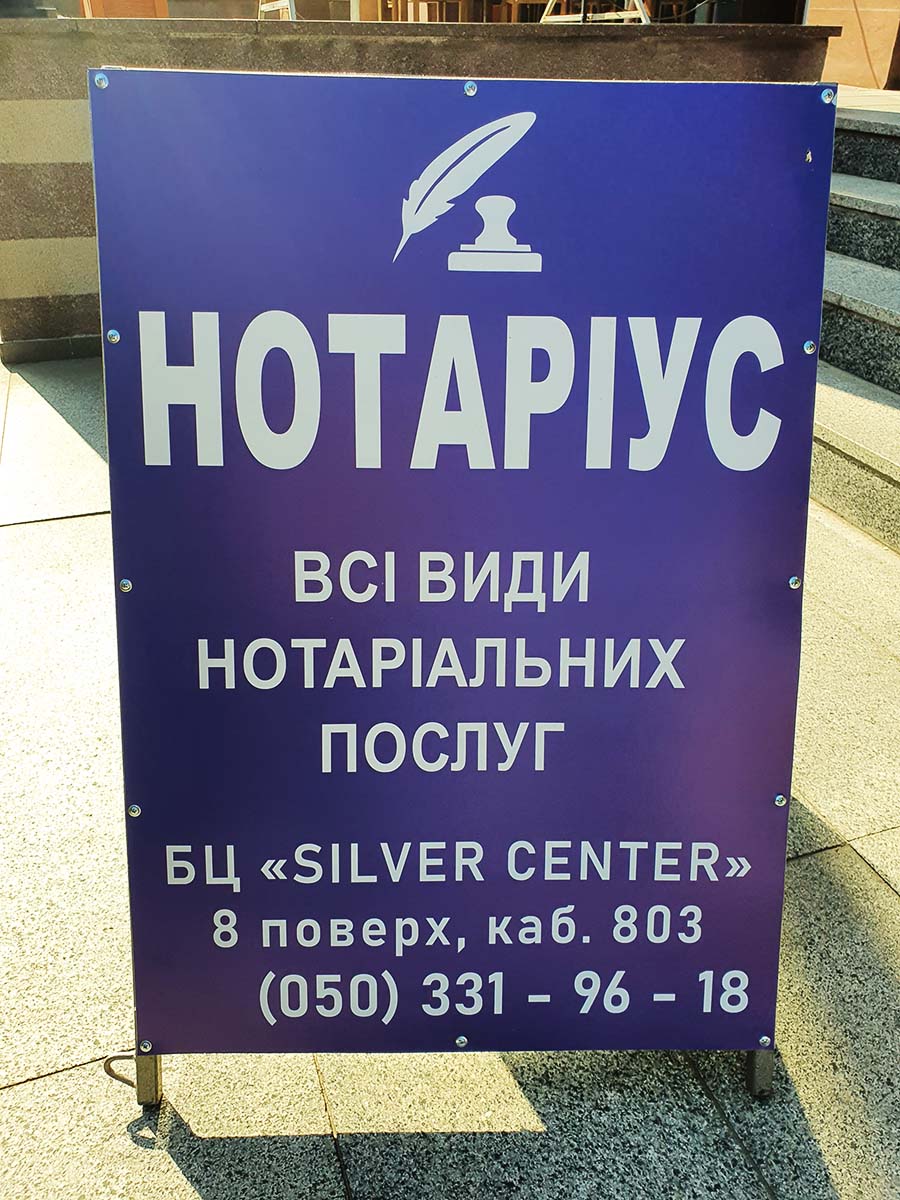 НОТАРІУС
ВСІ ВИДИ
НОТАРІАЛЬНИХ
ПОСЛУГ
БЦ «SILVER CENTER»
8 поверх, каб. 803
(050) 331 – 96 – 18